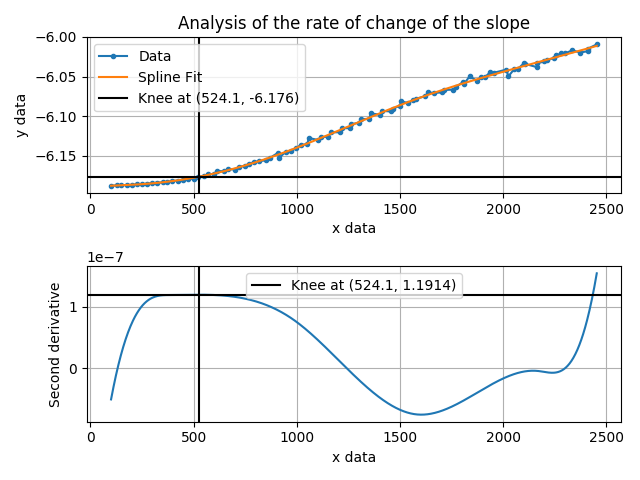 Analysis of the rate of change of the slope
−6.00
−6.05
−6.10
−6.15
y data
Data
Spline Fit
Knee at (524.1, -6.176)
0 500 1000 1500 2000 2500
x data
1e−7
1
0
Second derivative
Knee at (524.1, 1.1914)
0 500 1000 1500 2000 2500
x data